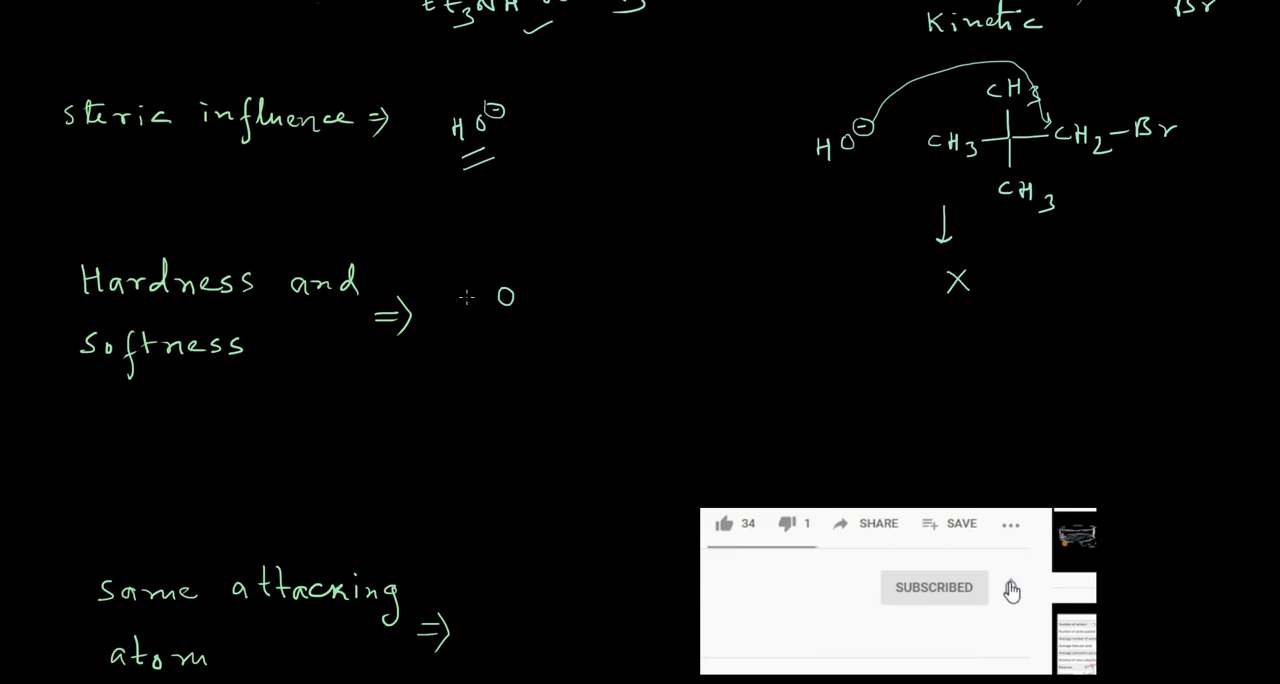 Kinetic
Br
steric influence ⇒ HO⊖
CH3
HO⊖ CH3 CH2-Br
CH3
↓
X
Hardness and
softness ⇒ O
34 1 SHARE SAVE ...
SUBSCRIBED
same attacking
atom ⇒